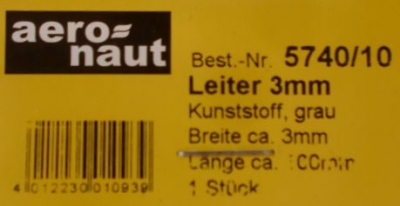 aero-
naut
Best.-Nr. 5740/10
Leiter 3mm
Kunststoff, grau
Breite ca. 3mm
Länge ca.
1 Stück
4 012230 010939